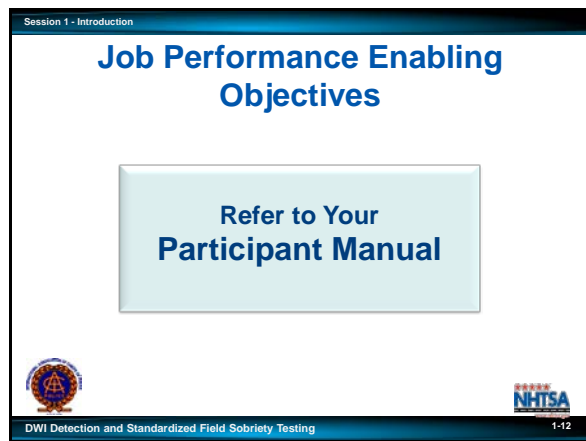 Session 1 - Introduction
Job Performance Enabling
Objectives
Refer to Your
Participant Manual
NHTSA
DWI Detection and Standardized Field Sobriety Testing
1-12